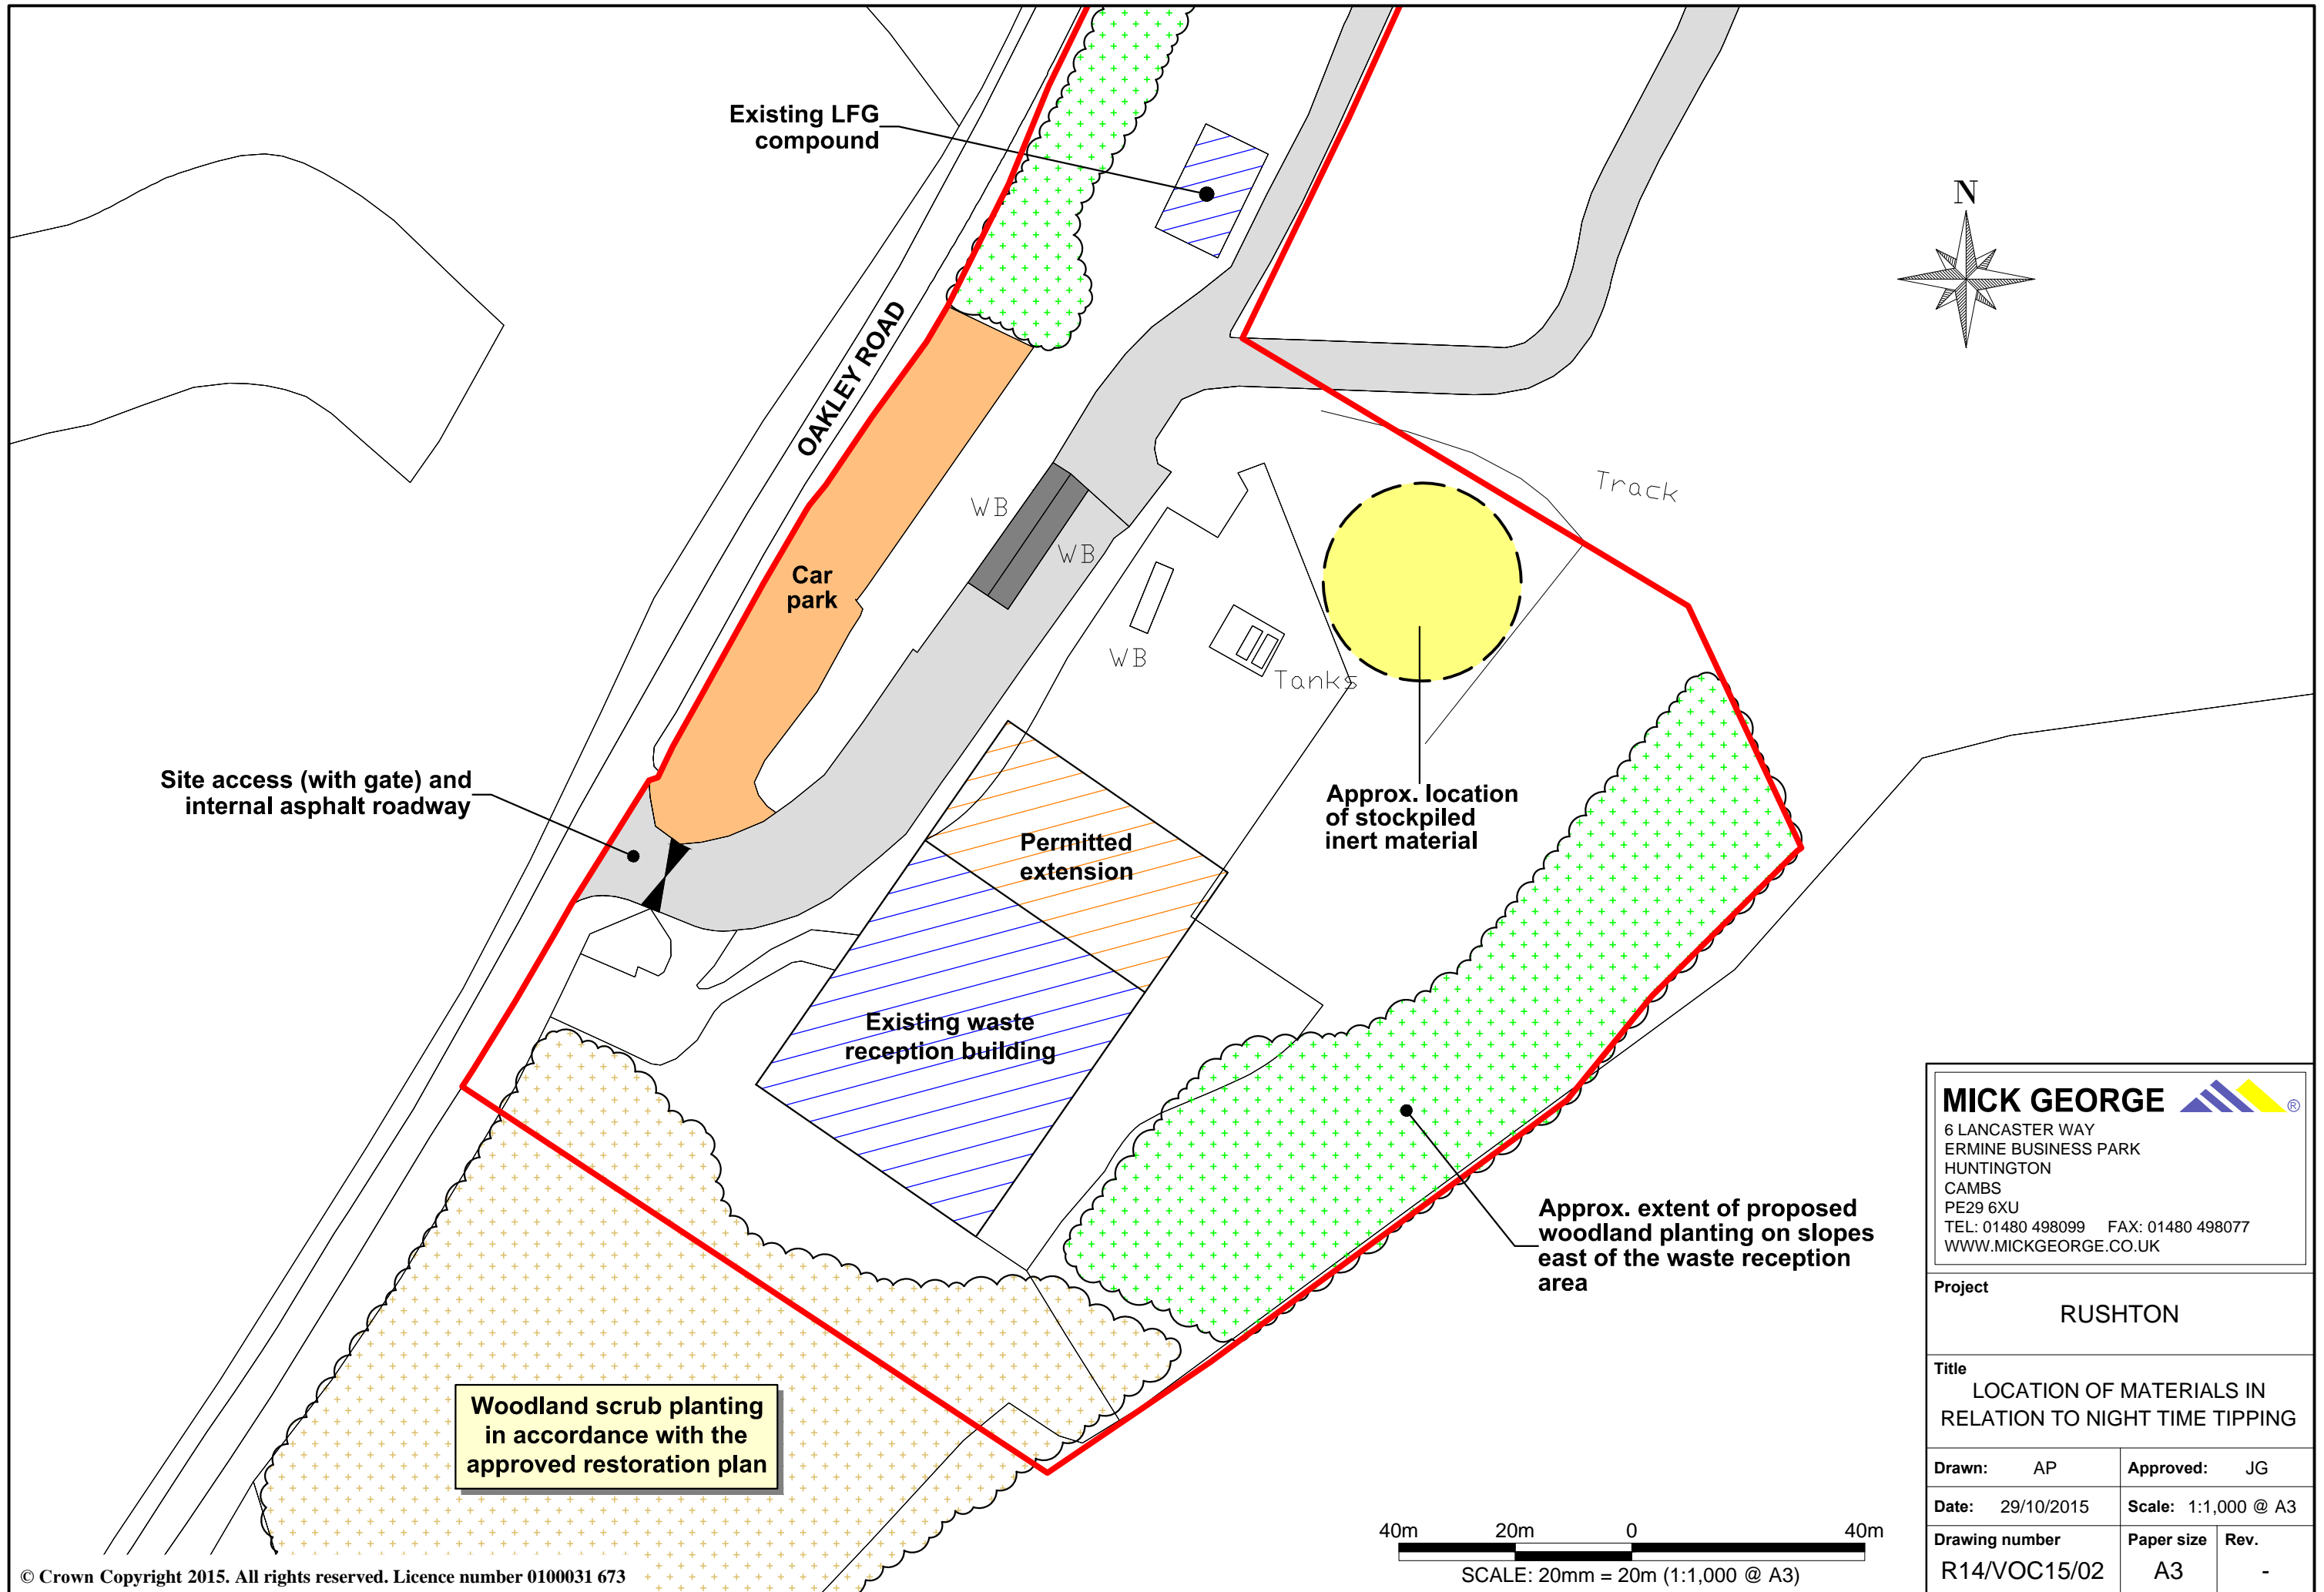 Existing LFG
compound
N
OAKLEY ROAD
Track
WB
WB
Car
park
WB
Tanks
Site access (with gate) and
internal asphalt roadway
Approx. location
of stockpiled
inert material
Permitted
extension
Existing waste
reception building
Approx. extent of proposed
woodland planting on slopes
east of the waste reception
area
Woodland scrub planting
in accordance with the
approved restoration plan
40m 20m 0 40m
SCALE: 20mm = 20m (1:1,000 @ A3)
© Crown Copyright 2015. All rights reserved. Licence number 0100031 673
MICK GEORGE ®
6 LANCASTER WAY
ERMINE BUSINESS PARK
HUNTINGTON
CAMBS
PE29 6XU
TEL: 01480 498099 FAX: 01480 498077
WWW.MICKGEORGE.CO.UK
Project
RUSHTON
Title
LOCATION OF MATERIALS IN
RELATION TO NIGHT TIME TIPPING
Drawn: AP Approved: JG
Date: 29/10/2015 Scale: 1:1,000 @ A3
Drawing number Paper size Rev.
R14/VOC15/02 A3 -